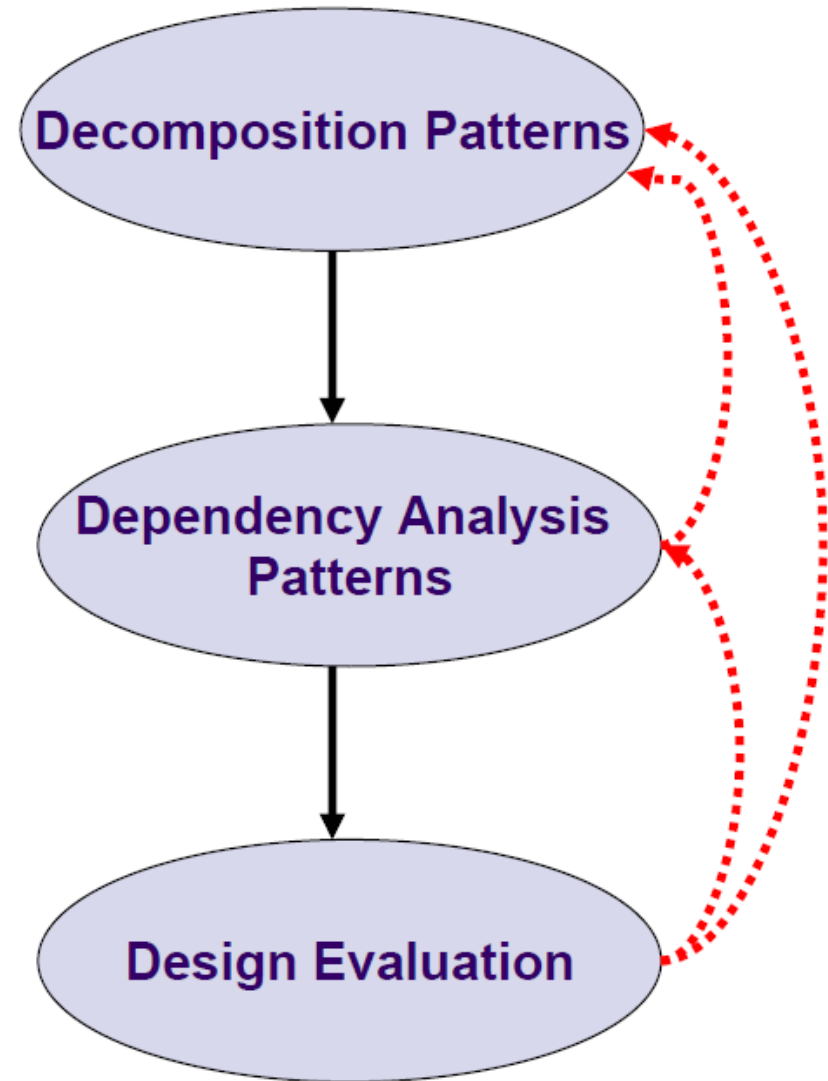 Decomposition Patterns
Dependency Analysis
Patterns
Design Evaluation